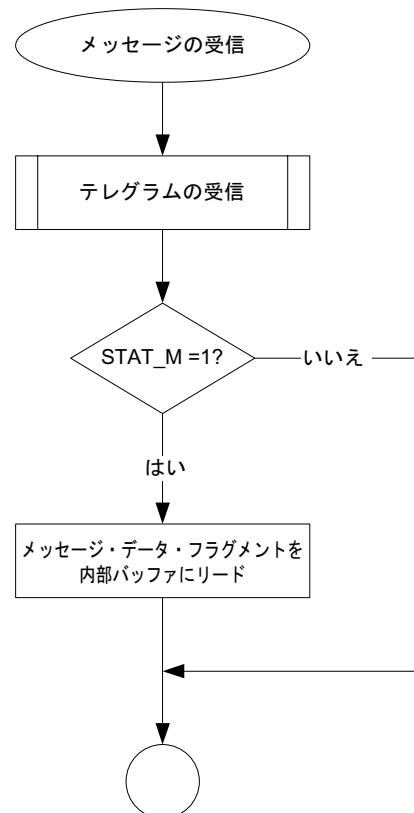 メッセージの受信
テレグラムの受信
STAT_M =1?
いいえ
はい
メッセージ・データ・フラグメントを
内部バッファにリード